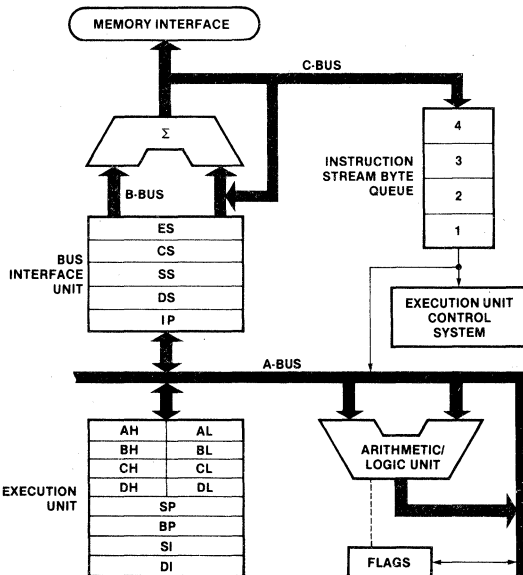 MEMORY INTERFACE
C-BUS
Σ
4
3
2
1
INSTRUCTION
STREAM BYTE
QUEUE
B-BUS
ES
CS
SS
DS
IP
BUS
INTERFACE
UNIT
EXECUTION UNIT
CONTROL
SYSTEM
A-BUS
AH AL
BH BL
CH CL
DH DL
SP
BP
SI
DI
EXECUTION
UNIT
ARITHMETIC/
LOGIC UNIT
FLAGS